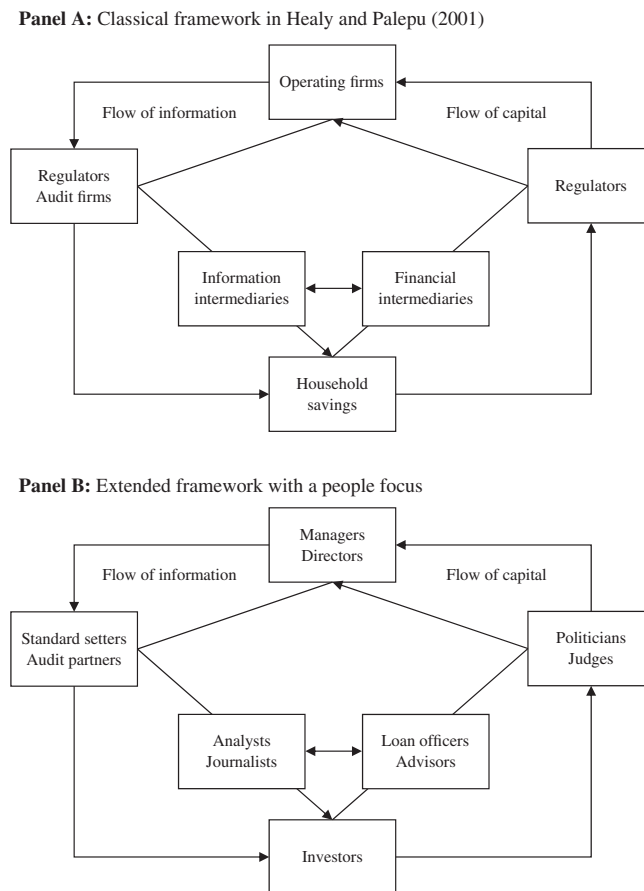 Panel A: Classical framework in Healy and Palepu (2001)
Operating firms
Flow of information
Flow of capital
Regulators
Audit firms
Regulators
Information
intermediaries
Financial
intermediaries
Household
savings
Panel B: Extended framework with a people focus
Managers
Directors
Flow of information
Flow of capital
Standard setters
Audit partners
Politicians
Judges
Analysts
Journalists
Loan officers
Advisors
Investors